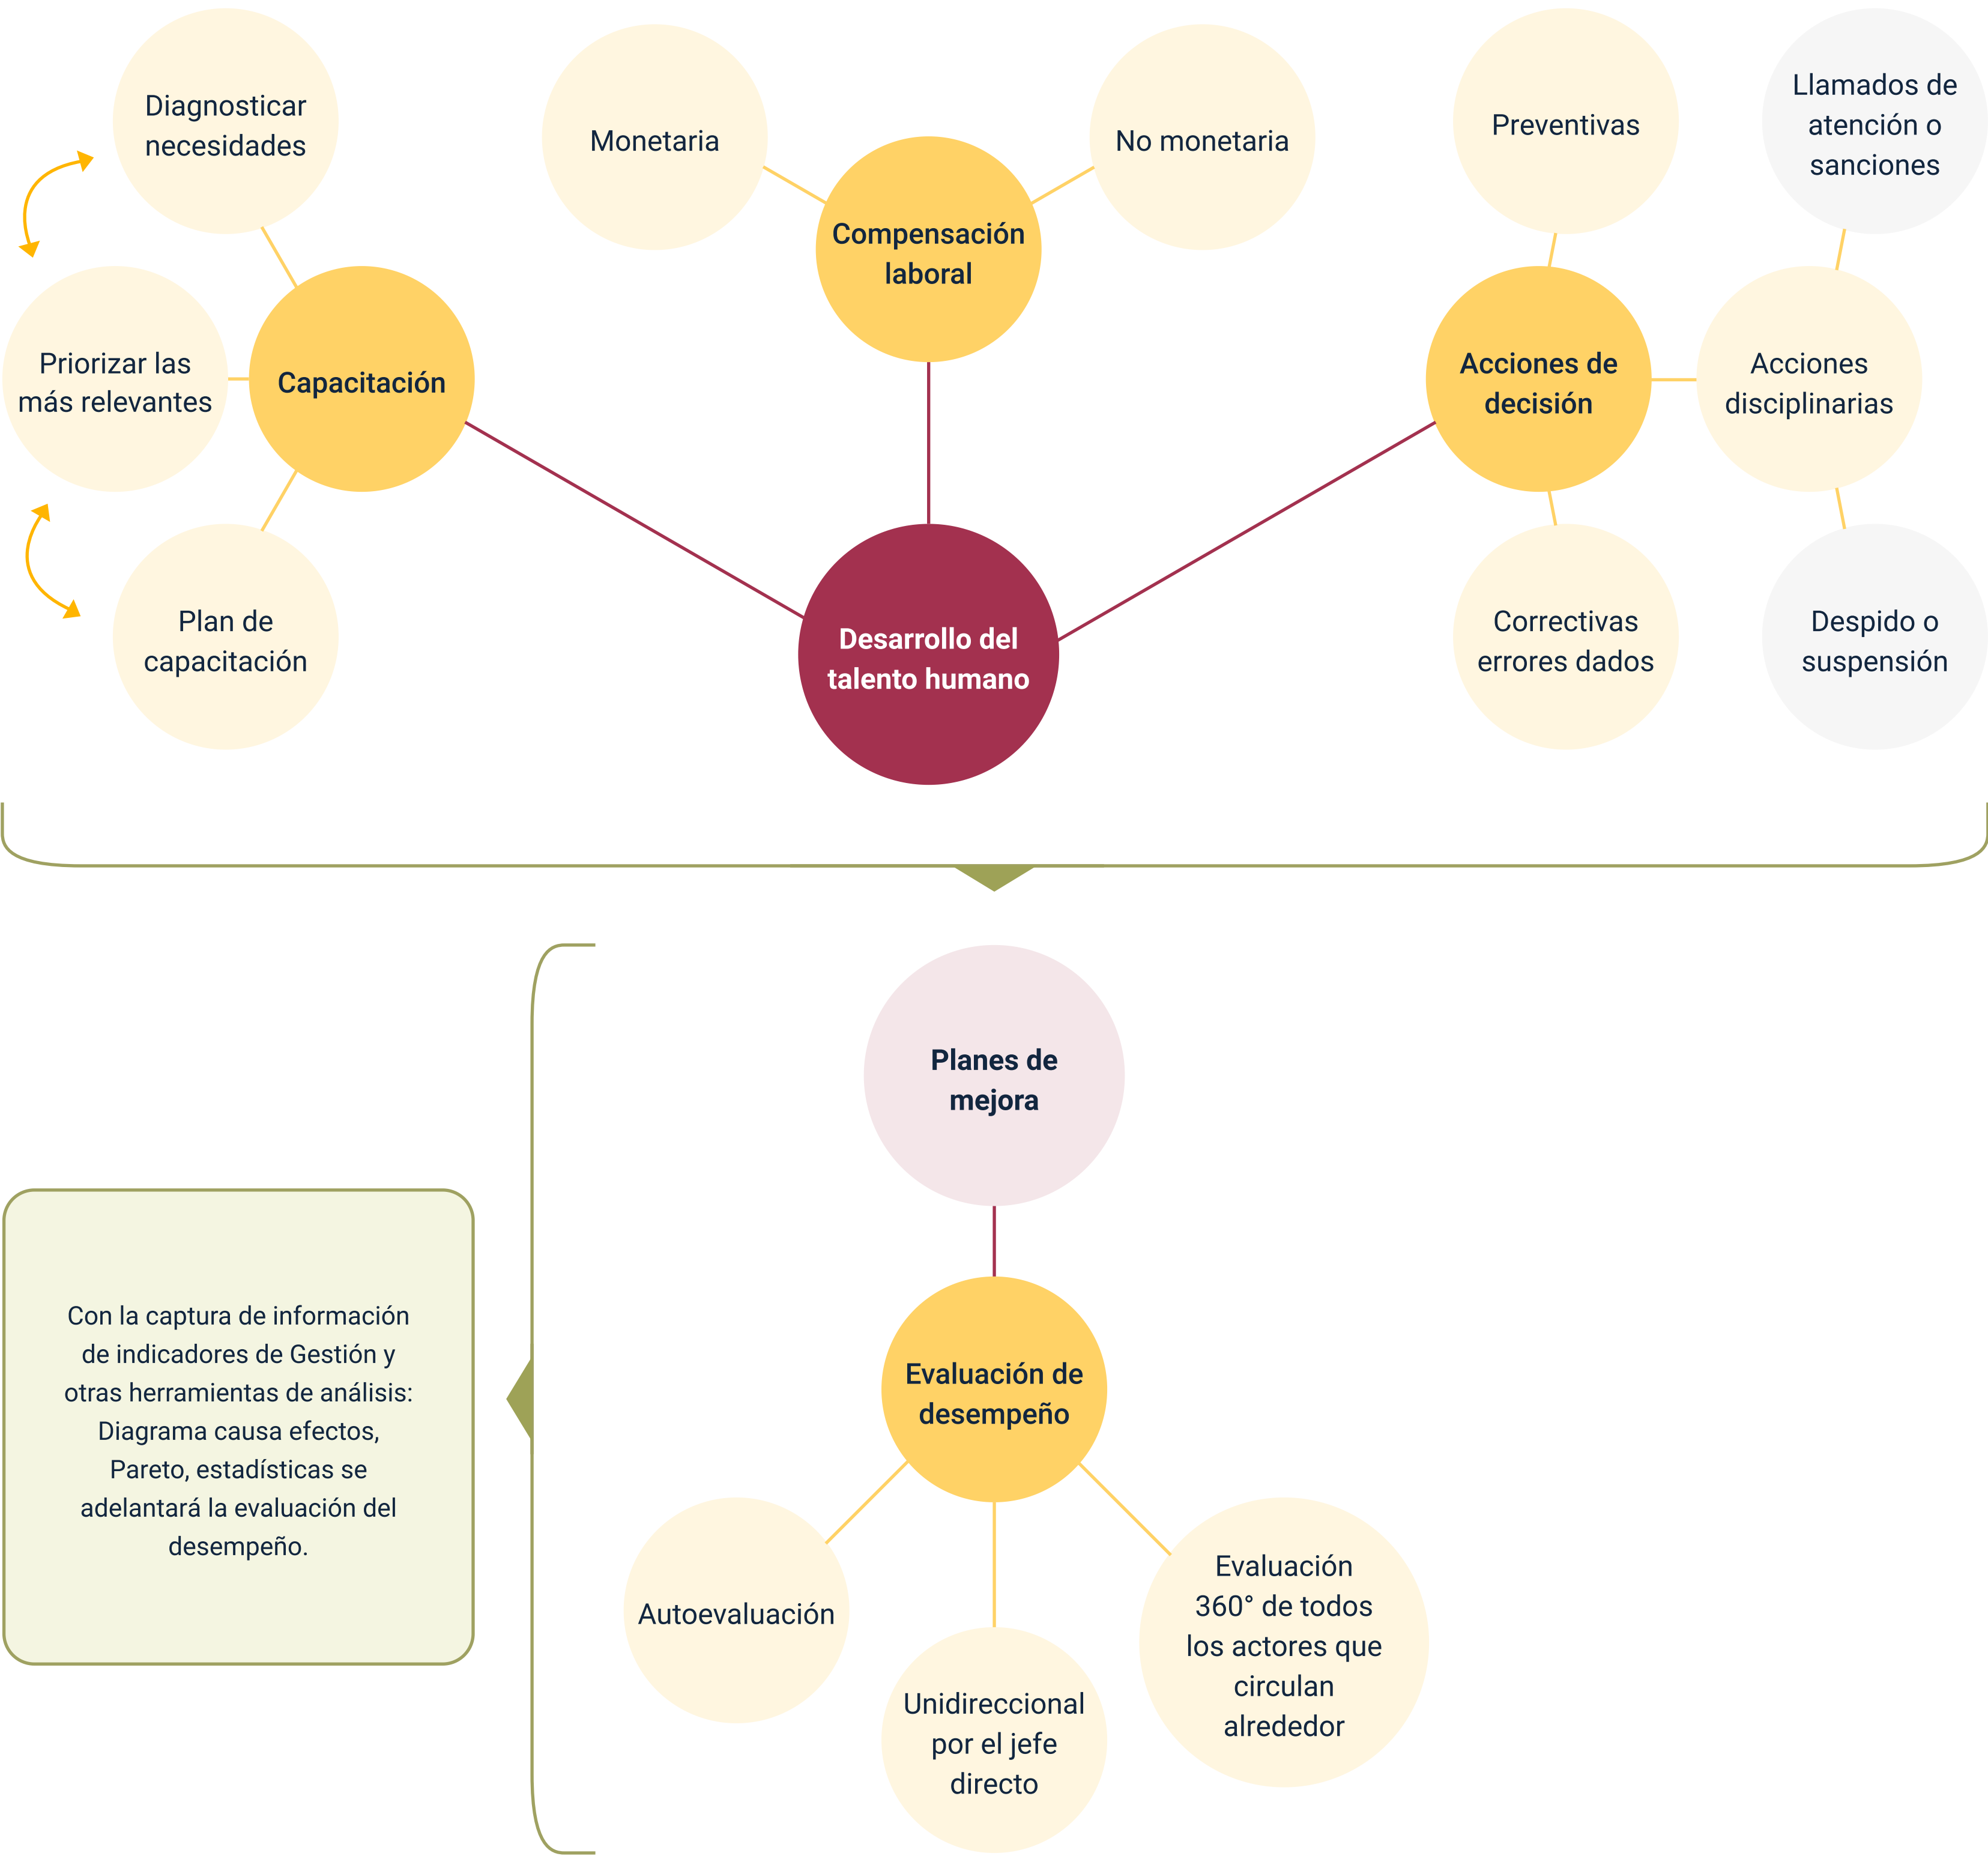 Diagnosticar
necesidades
Priorizar las
más relevantes
Plan de
capacitación
Capacitación
Monetaria
Compensación
laboral
No monetaria
Desarrollo del
talento humano
Preventivas
Acciones de
decisión
Correctivas
errores dados
Acciones
disciplinarias
Llamados de
atención o
sanciones
Despido o
suspensión
Planes de
mejora
Evaluación de
desempeño
Autoevaluación
Unidireccional
por el jefe
directo
Evaluación
360° de todos
los actores que
circulan
alrededor
Con la captura de información
de indicadores de Gestión y
otras herramientas de análisis:
Diagrama causa efectos,
Pareto, estadísticas se
adelantará la evaluación del
desempeño.